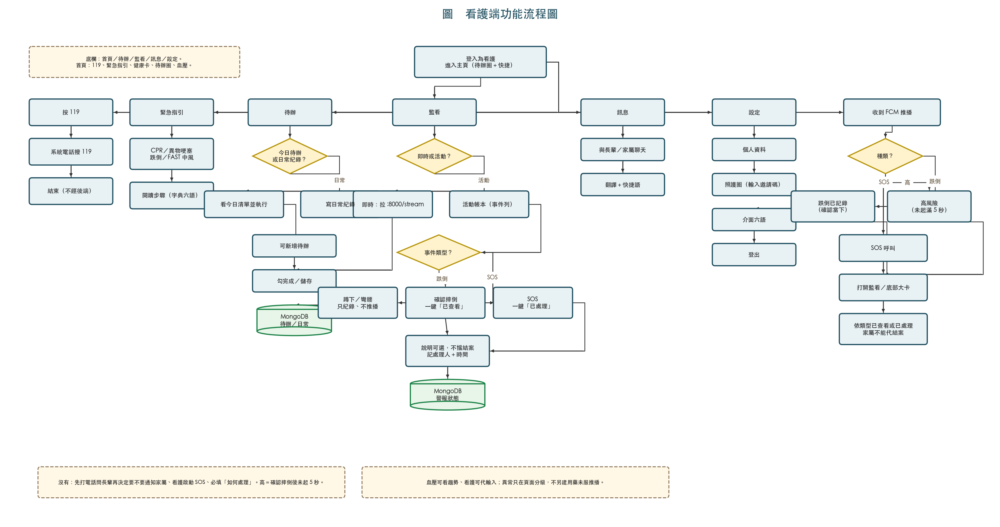 圖　看護端功能流程圖
底欄：首頁／待辦／監看／訊息／設定。
首頁：119、緊急指引、健康卡、待辦圈、血壓。
登入為看護
進入主頁（待辦圈＋快捷）
按 119
緊急指引
待辦
監看
訊息
設定
收到 FCM 推播
系統電話撥 119
CPR／異物哽塞
跌倒／FAST 中風
今日待辦
或日常紀錄？
即時或活動？
與長輩／家屬聊天
個人資料
種類？
日常
活動
SOS
高
跌倒
結束（不經後端）
閱讀步驟（字典六語）
翻譯＋快捷語
照護圈（輸入邀請碼）
看今日清單並執行
寫日常紀錄
即時：拉 :8000/stream
活動帳本（事件列）
跌倒已記錄
（確認當下）
高風險
（未起滿 5 秒）
介面六語
可新增待辦
事件類型？
登出
SOS 呼叫
勾完成／儲存
跌倒
SOS
打開監看／底部大卡
蹲下／彎腰
只紀錄、不推播
確認摔倒
一鍵「已查看」
SOS
一鍵「已處理」
MongoDB
待辦／日常
依類型已查看或已處理
家屬不能代結案
說明可選，不擋結案
記處理人＋時間
MongoDB
警報狀態
沒有：先打電話問長輩再決定要不要通知家屬、看護啟動 SOS、必填「如何處理」。高＝確認摔倒後未起 5 秒。
血壓可看趨勢、看護可代輸入；異常只在頁面分級，不另建用藥未服推播。